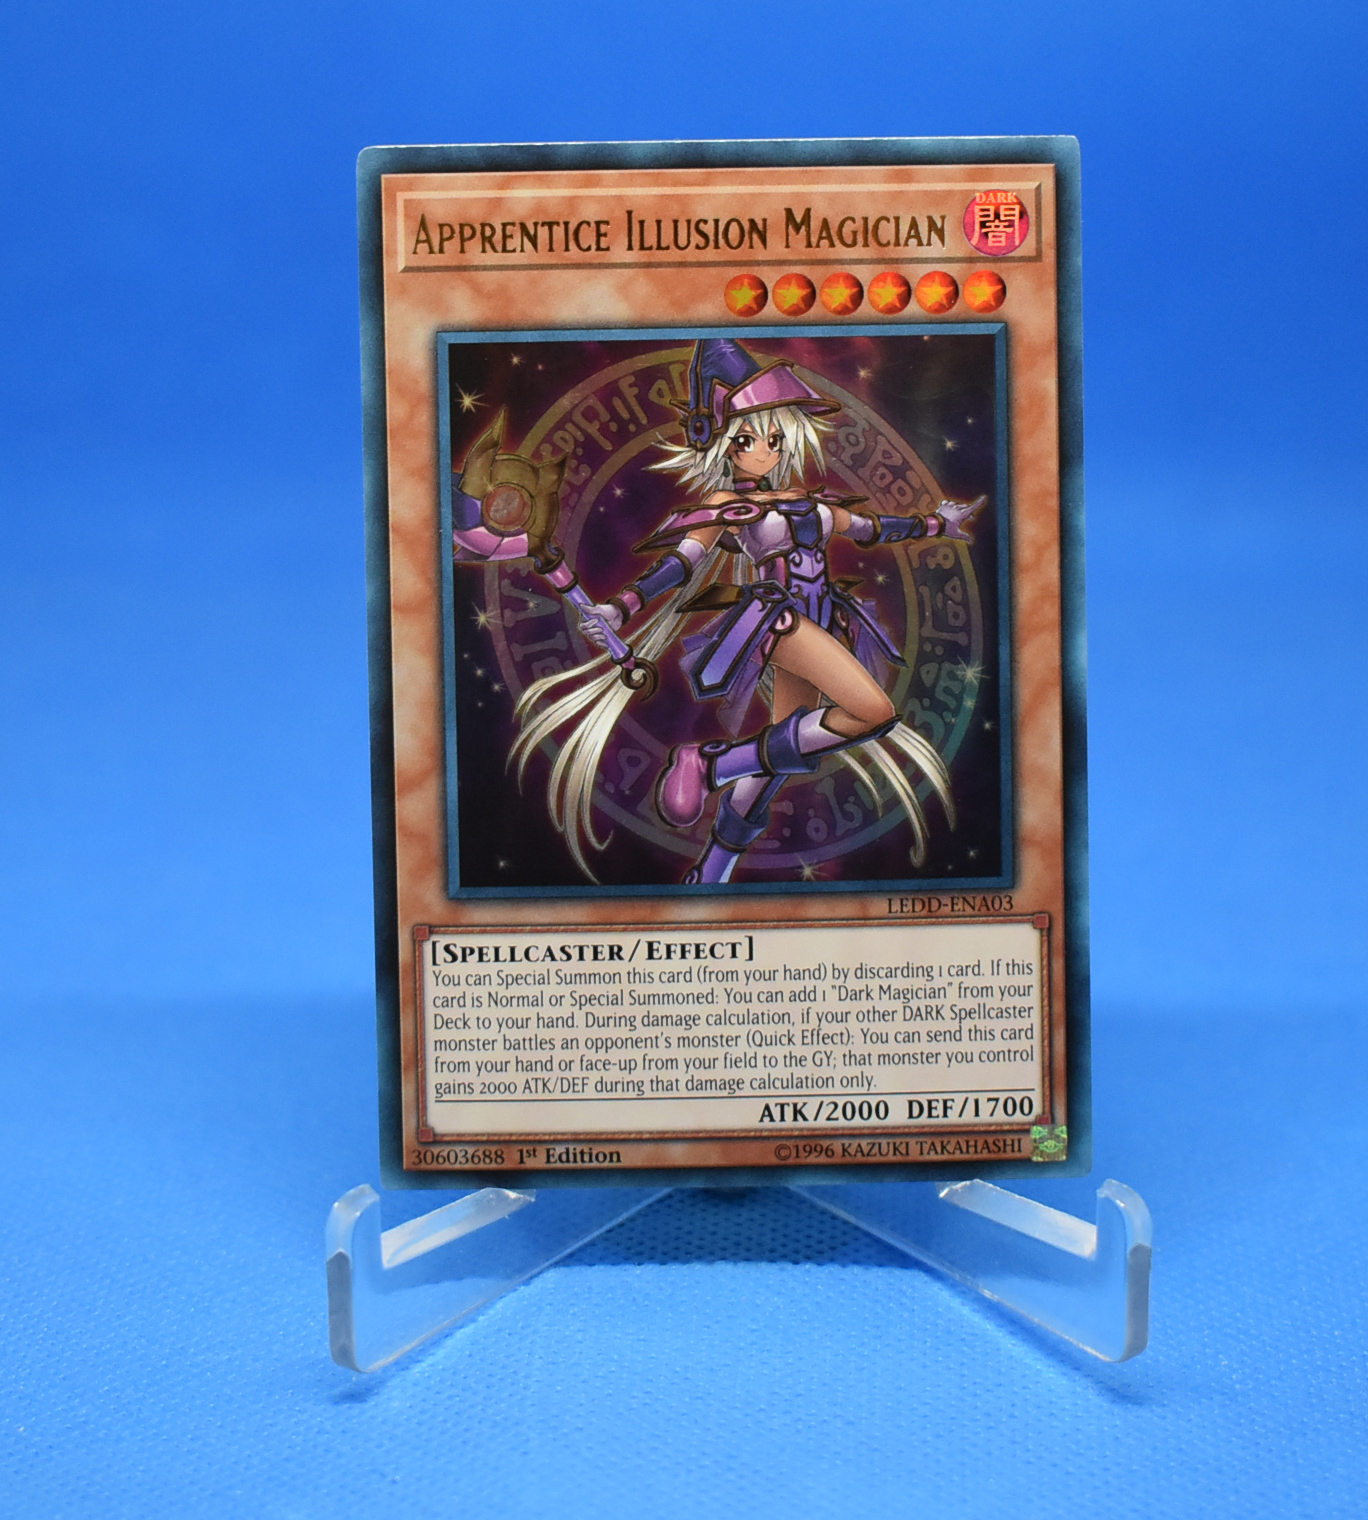 APPRENTICE ILLUSION MAGICIAN
DARK
闇
LEDD-ENA03
[SPELLCASTER/EFFECT]
You can Special Summon this card (from your hand) by discarding 1 card. If this
card is Normal or Special Summoned: You can add 1 "Dark Magician" from your
Deck to your hand. During damage calculation, if your other DARK Spellcaster
monster battles an opponent's monster (Quick Effect): You can send this card
from your hand or face-up from your field to the GY; that monster you control
gains 2000 ATK/DEF during that damage calculation only.
ATK/2000 DEF/1700
30603688 1st Edition ©1996 KAZUKI TAKAHASHI